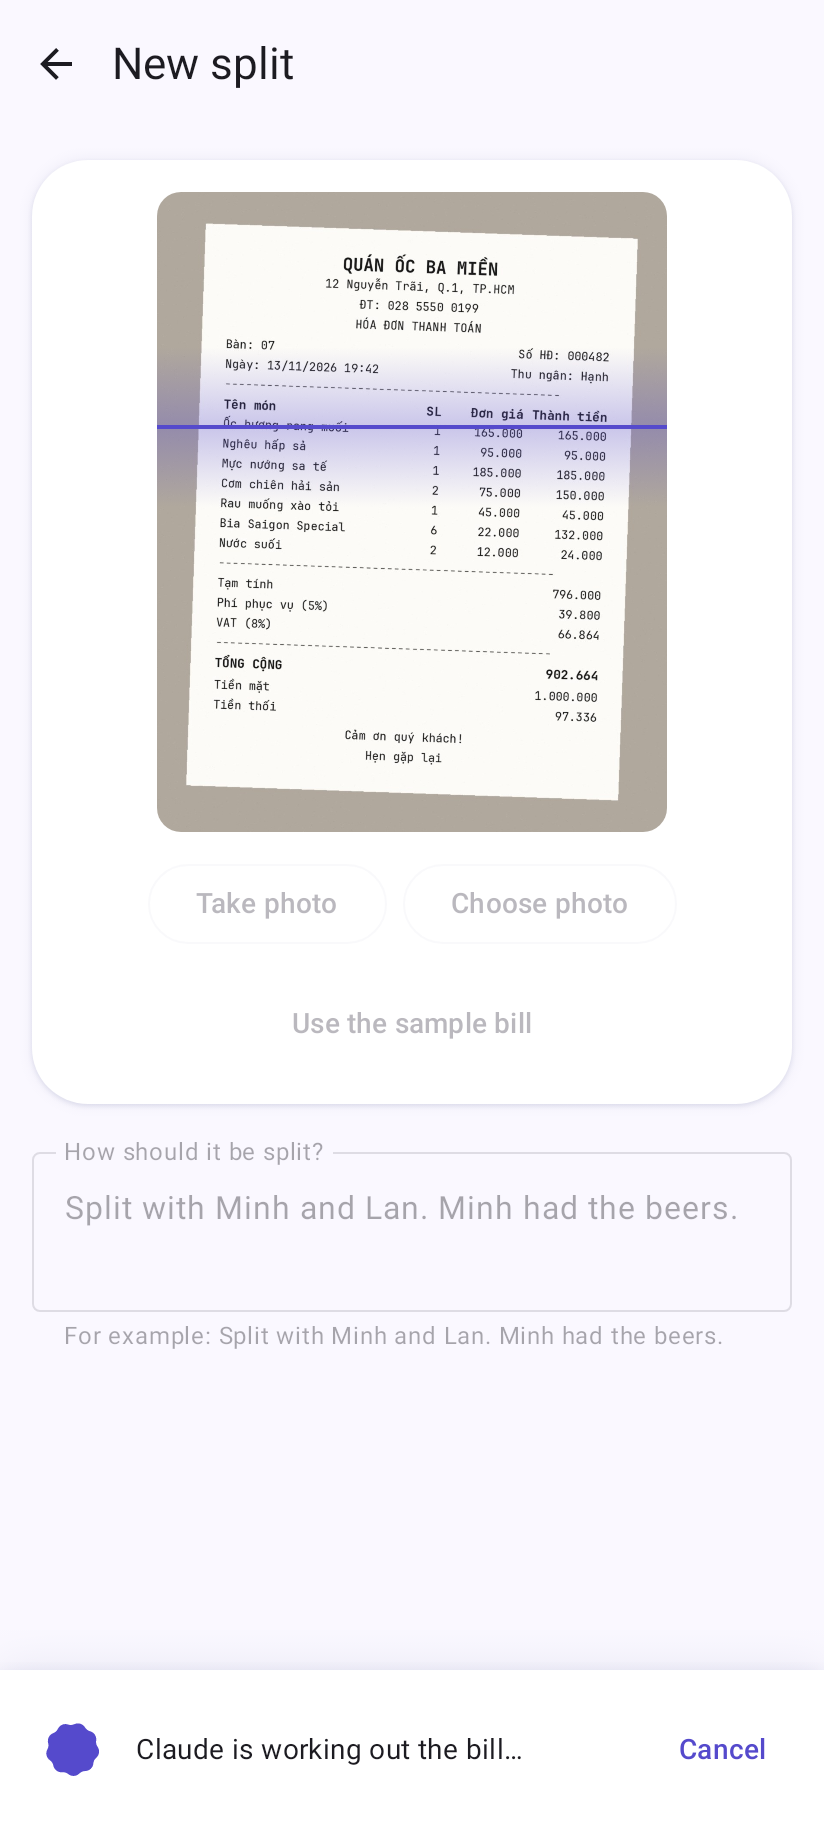 New split
QUÁN ỐC BA MIỀN
12 Nguyễn Trãi, Q.1, TP.HCM
ĐT: 028 5550 0199
HÓA ĐƠN THANH TOÁN
Bàn: 07 Số HĐ: 000482
Ngày: 13/11/2026 19:42 Thu ngân: Hạnh
Tên món SL Đơn giá Thành tiền
Ốc hương rang muối 1 165.000 165.000
Nghêu hấp sả 1 95.000 95.000
Mực nướng sa tế 1 185.000 185.000
Cơm chiên hải sản 2 75.000 150.000
Rau muống xào tỏi 1 45.000 45.000
Bia Saigon Special 6 22.000 132.000
Nước suối 2 12.000 24.000
Tạm tính 796.000
Phí phục vụ (5%) 39.800
VAT (8%) 66.864
TỔNG CỘNG 902.664
Tiền mặt 1.000.000
Tiền thối 97.336
Cảm ơn quý khách!
Hẹn gặp lại
Take photo Choose photo
Use the sample bill
How should it be split?
Split with Minh and Lan. Minh had the beers.
For example: Split with Minh and Lan. Minh had the beers.
Claude is working out the bill… Cancel